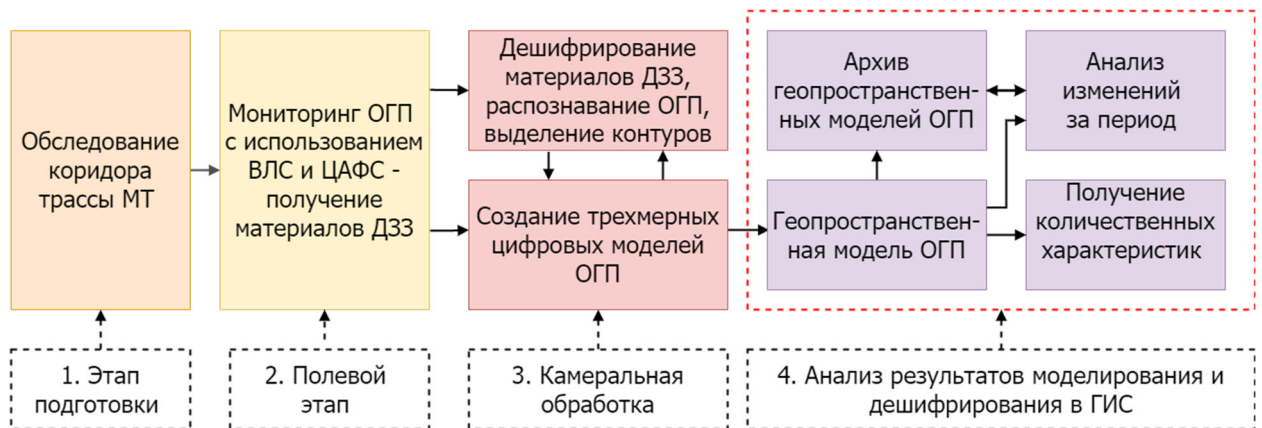 Обследование
коридора
трассы МТ
Мониторинг ОГП
с использованием
ВЛС и ЦАФС -
получение
материалов ДЗЗ
Дешифрирование
материалов ДЗЗ,
распознавание ОГП,
выделение контуров
Создание трехмерных
цифровых моделей
ОГП
Архив
геопространствен-
ных моделей ОГП
Анализ
изменений
за период
Геопространствен-
ная модель ОГП
Получение
количественных
характеристик
1. Этап
подготовки
2. Полевой
этап
3. Камеральная
обработка
4. Анализ результатов моделирования и
дешифрирования в ГИС